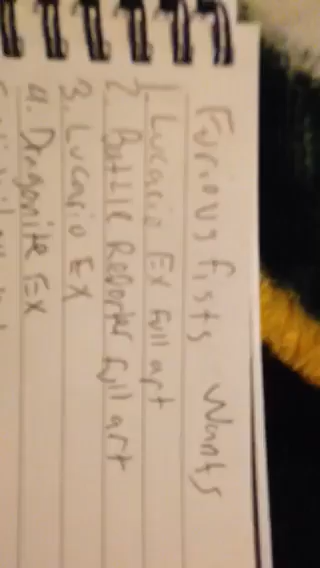 Furious fists Wants
1. Lucario EX Full art
2. Battle Reporter full art
3. Lucario EX
4. Dragonite EX